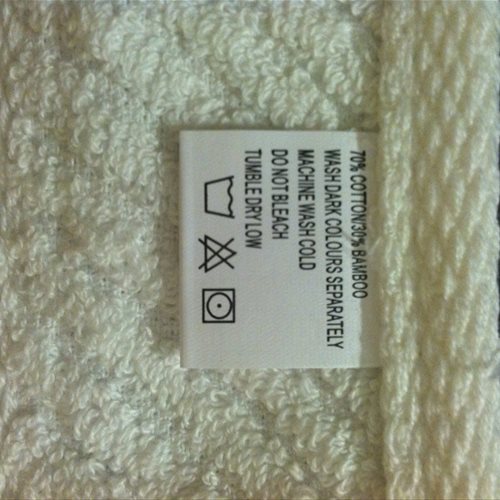 70% COTTON/30% BAMBOO
WASH DARK COLOURS SEPARATELY
MACHINE WASH COLD
DO NOT BLEACH
TUMBLE DRY LOW